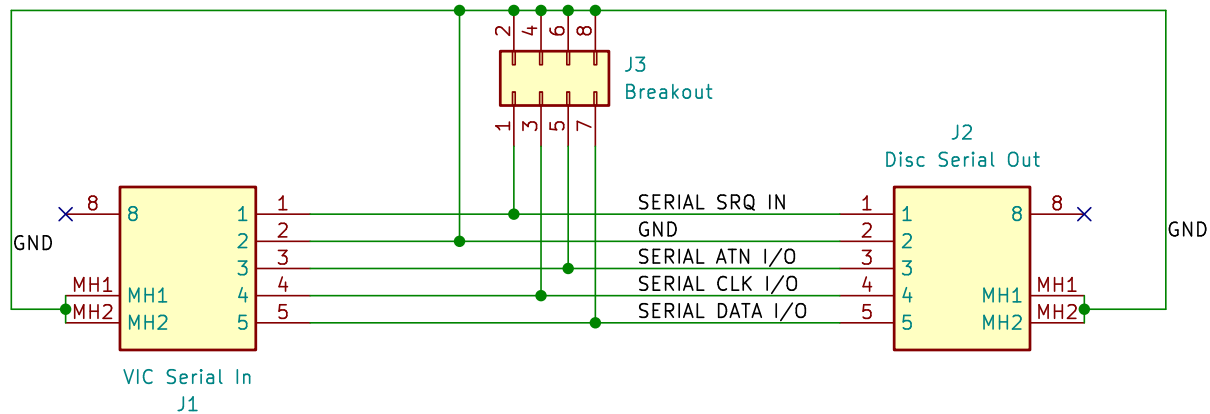 2 4 6 8
J3
Breakout
1 3 5 7
J2
Disc Serial Out
8 8 1 1 SERIAL SRQ IN 1 1 8 8
GND 2 2 GND 2 2 GND
3 3 SERIAL ATN I/O 3 3
MH1 MH1 4 4 SERIAL CLK I/O 4 4 MH1 MH1
MH2 MH2 5 5 SERIAL DATA I/O 5 5 MH2 MH2
VIC Serial In
J1